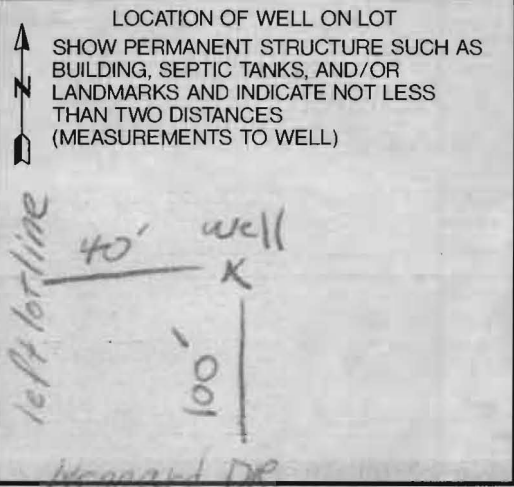 LOCATION OF WELL ON LOT
SHOW PERMANENT STRUCTURE SUCH AS
BUILDING, SEPTIC TANKS, AND/OR
LANDMARKS AND INDICATE NOT LESS
THAN TWO DISTANCES
(MEASUREMENTS TO WELL)
N
left lot line
40'
well
X
100'
DR